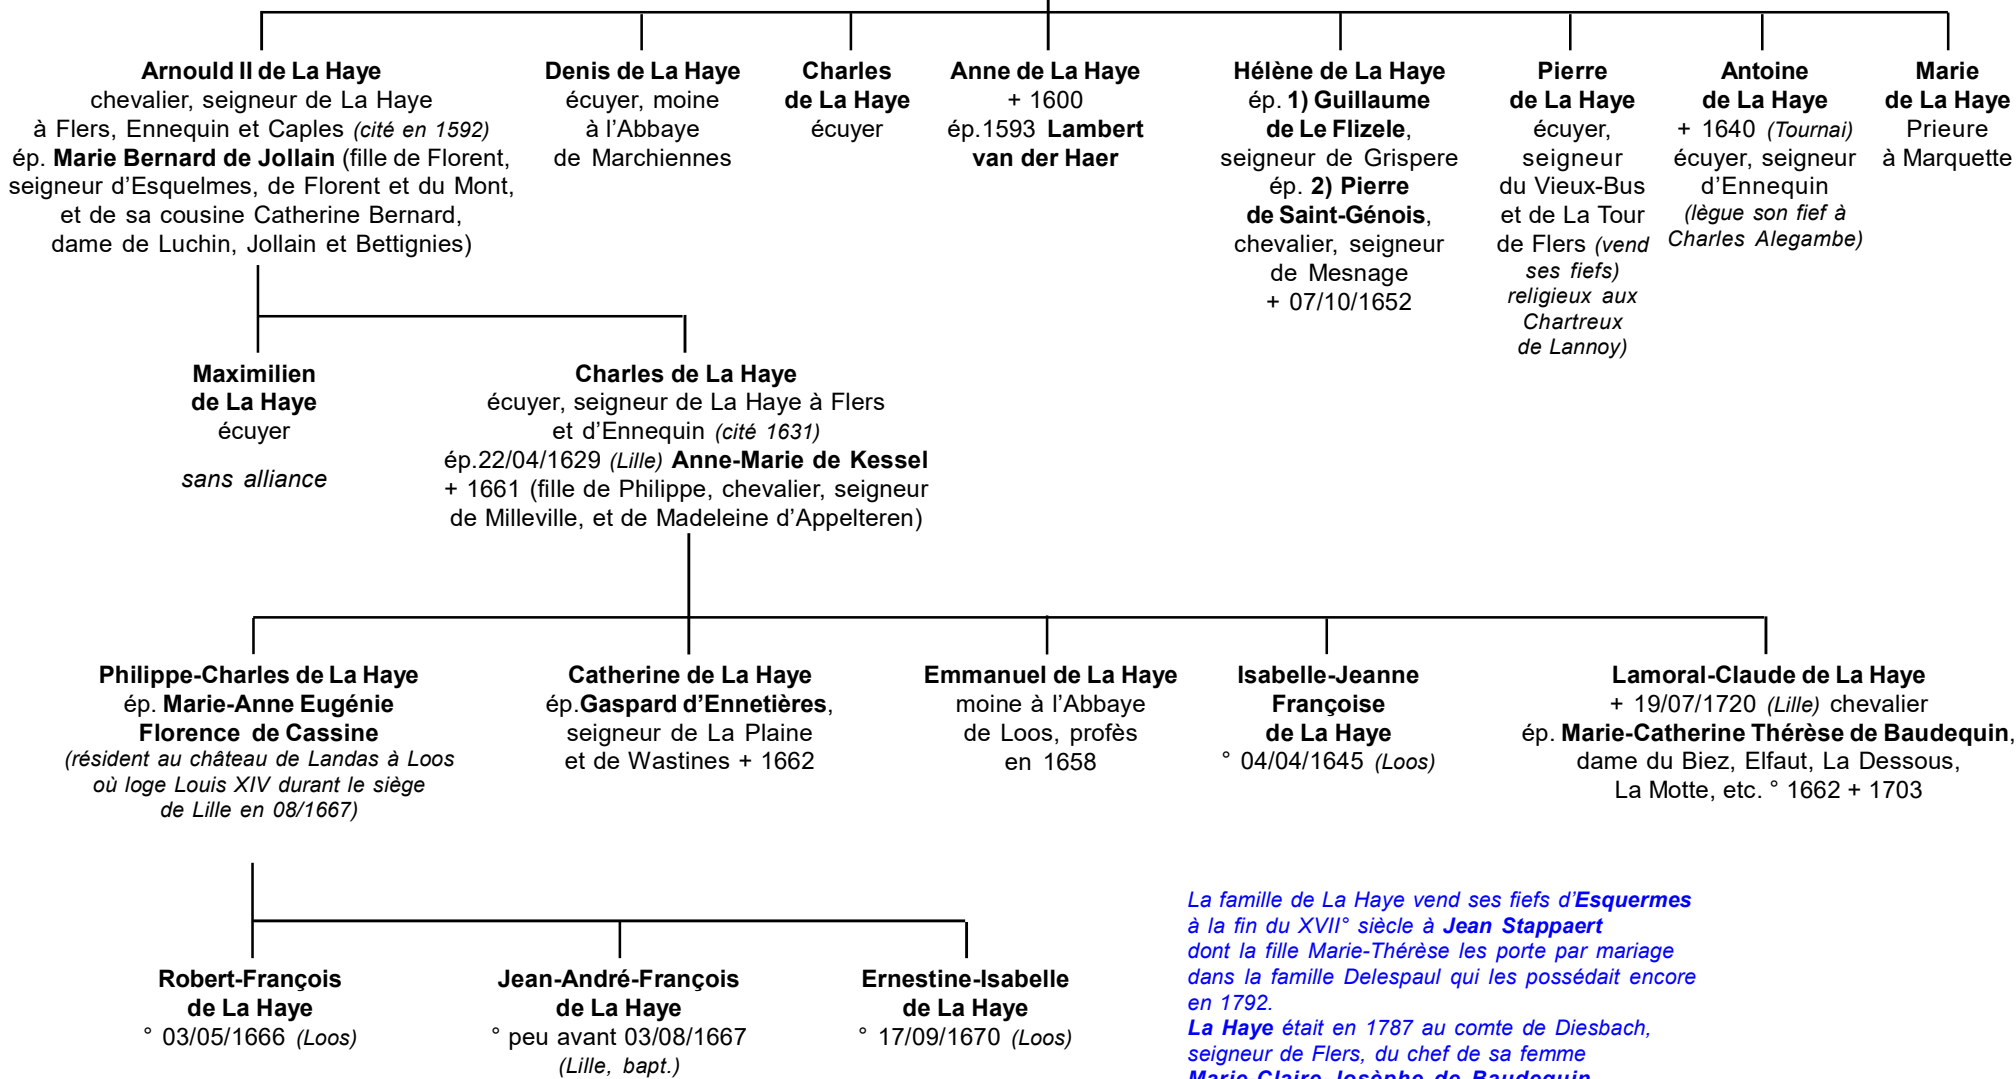 Arnould II de La Haye
chevalier, seigneur de La Haye
à Flers, Ennequin et Caples (cité en 1592)
ép. Marie Bernard de Jollain (fille de Florent,
seigneur d'Esquelmes, de Florent et du Mont,
et de sa cousine Catherine Bernard,
dame de Luchin, Jollain et Bettignies)
Denis de La Haye
écuyer, moine
à l'Abbaye
de Marchiennes
Charles
de La Haye
écuyer
Anne de La Haye
+ 1600
ép.1593 Lambert
van der Haer
Hélène de La Haye
ép. 1) Guillaume
de Le Flizele,
seigneur de Grispere
ép. 2) Pierre
de Saint-Génois,
chevalier, seigneur
de Mesnage
+ 07/10/1652
Pierre
de La Haye
écuyer,
seigneur
du Vieux-Bus
et de La Tour
de Flers (vend
ses fiefs)
religieux aux
Chartreux
de Lannoy)
Antoine
de La Haye
+ 1640 (Tournai)
écuyer, seigneur
d'Ennequin
(lègue son fief à
Charles Alegambe)
Marie
de La Haye
Prieure
à Marquette
Maximilien
de La Haye
écuyer
sans alliance
Charles de La Haye
écuyer, seigneur de La Haye à Flers
et d'Ennequin (cité 1631)
ép.22/04/1629 (Lille) Anne-Marie de Kessel
+ 1661 (fille de Philippe, chevalier, seigneur
de Milleville, et de Madeleine d'Appelteren)
Philippe-Charles de La Haye
ép. Marie-Anne Eugénie
Florence de Cassine
(résident au château de Landas à Loos
où loge Louis XIV durant le siège
de Lille en 08/1667)
Catherine de La Haye
ép.Gaspard d'Ennetières,
seigneur de La Plaine
et de Wastines + 1662
Emmanuel de La Haye
moine à l'Abbaye
de Loos, profès
en 1658
Isabelle-Jeanne
Françoise
de La Haye
° 04/04/1645 (Loos)
Lamoral-Claude de La Haye
+ 19/07/1720 (Lille) chevalier
ép. Marie-Catherine Thérèse de Baudequin,
dame du Biez, Elfaut, La Dessous,
La Motte, etc. ° 1662 + 1703
Robert-François
de La Haye
° 03/05/1666 (Loos)
Jean-André-François
de La Haye
° peu avant 03/08/1667
(Lille, bapt.)
Ernestine-Isabelle
de La Haye
° 17/09/1670 (Loos)
La famille de La Haye vend ses fiefs d'Esquermes
à la fin du XVII° siècle à Jean Stappaert
dont la fille Marie-Thérèse les porte par mariage
dans la famille Delespaul qui les possédait encore
en 1792.
La Haye était en 1787 au comte de Diesbach,
seigneur de Flers, du chef de sa femme
Marie-Claire-Josèphe de Baudequin